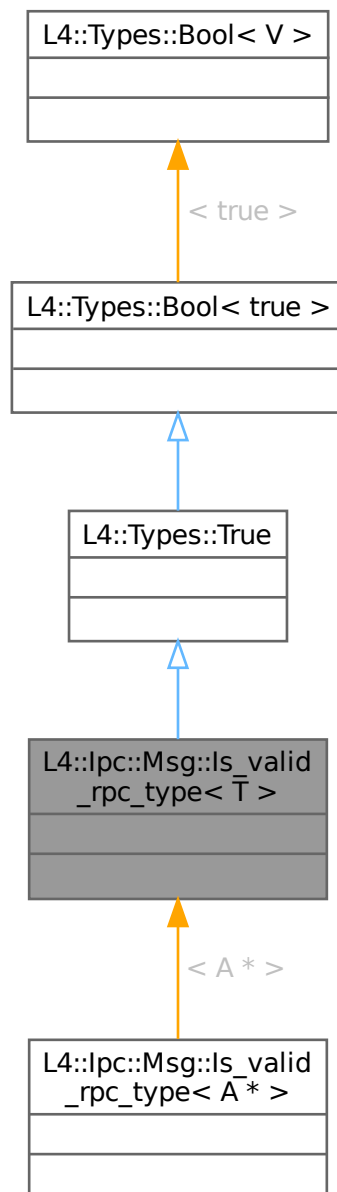 L4::Types::Bool< V >
< true >
L4::Types::Bool< true >
L4::Types::True
L4::Ipc::Msg::Is_valid
_rpc_type< T >
< A * >
L4::Ipc::Msg::Is_valid
_rpc_type< A * >